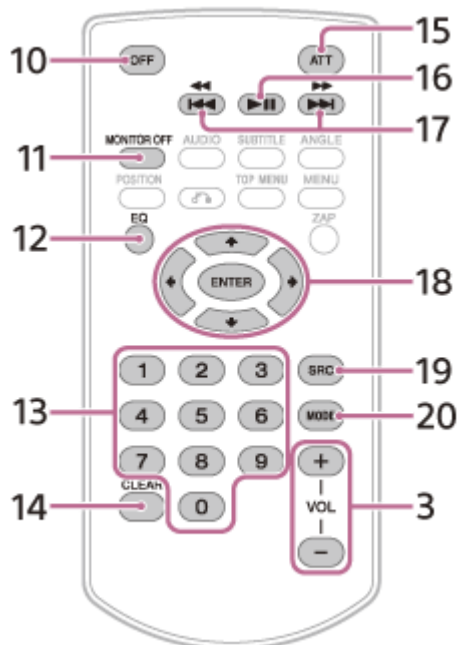 10 OFF ATT 15
16
17
11 MONITOR OFF AUDIO SUBTITLE ANGLE
POSITION TOP MENU MENU
12 EQ ZAP
ENTER 18
13 1 2 3 SRC 19
4 5 6 MODE 20
7 8 9 +
14 CLEAR 0 VOL 3
−